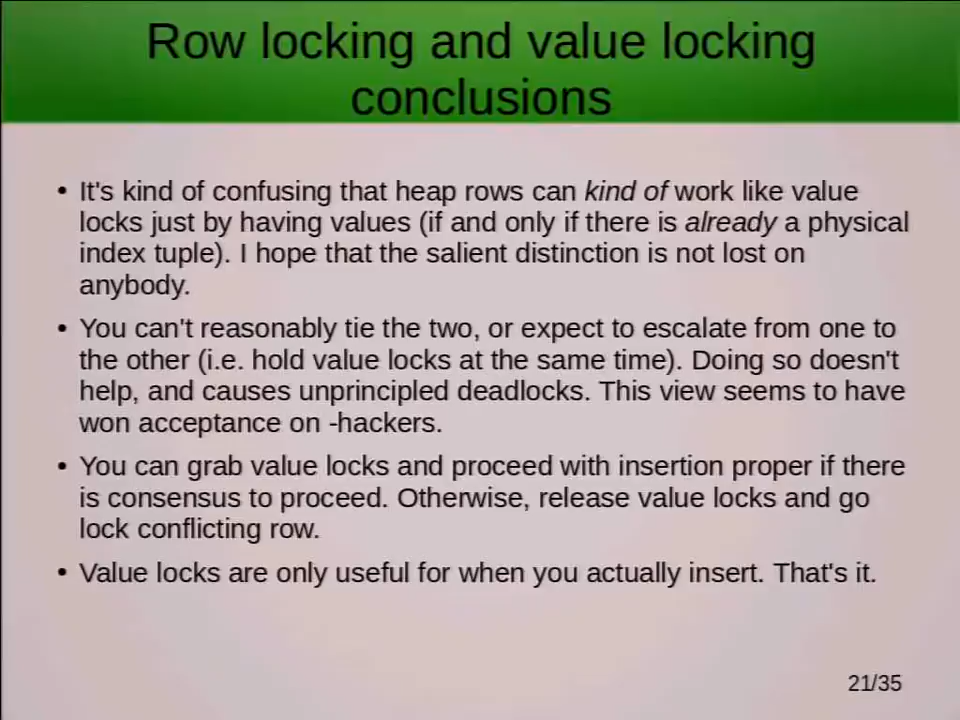 Row locking and value locking
conclusions
• It's kind of confusing that heap rows can kind of work like value
locks just by having values (if and only if there is already a physical
index tuple). I hope that the salient distinction is not lost on
anybody.
• You can't reasonably tie the two, or expect to escalate from one to
the other (i.e. hold value locks at the same time). Doing so doesn't
help, and causes unprincipled deadlocks. This view seems to have
won acceptance on -hackers.
• You can grab value locks and proceed with insertion proper if there
is consensus to proceed. Otherwise, release value locks and go
lock conflicting row.
• Value locks are only useful for when you actually insert. That's it.
21/35